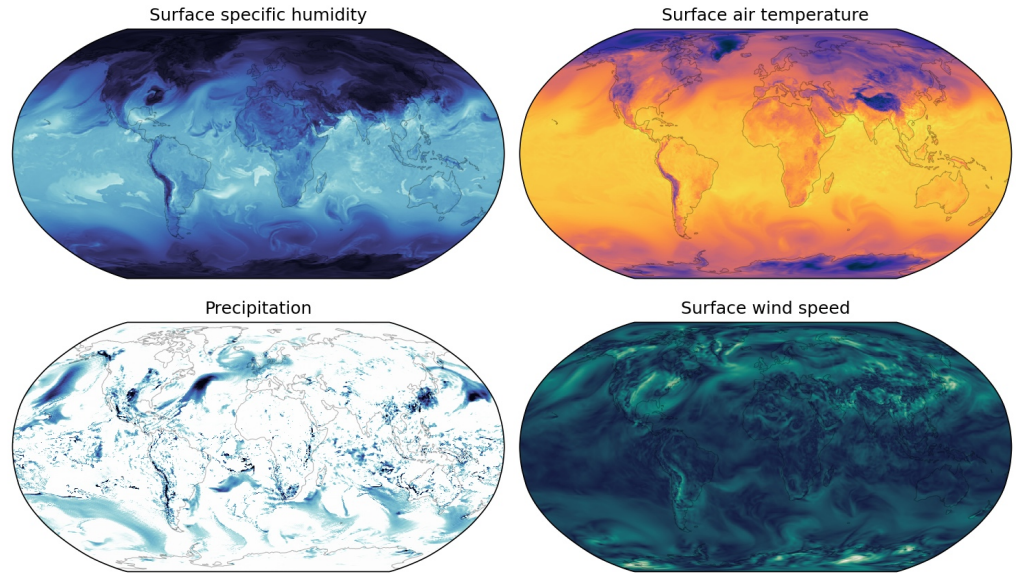 Surface specific humidity
Surface air temperature
Precipitation
Surface wind speed